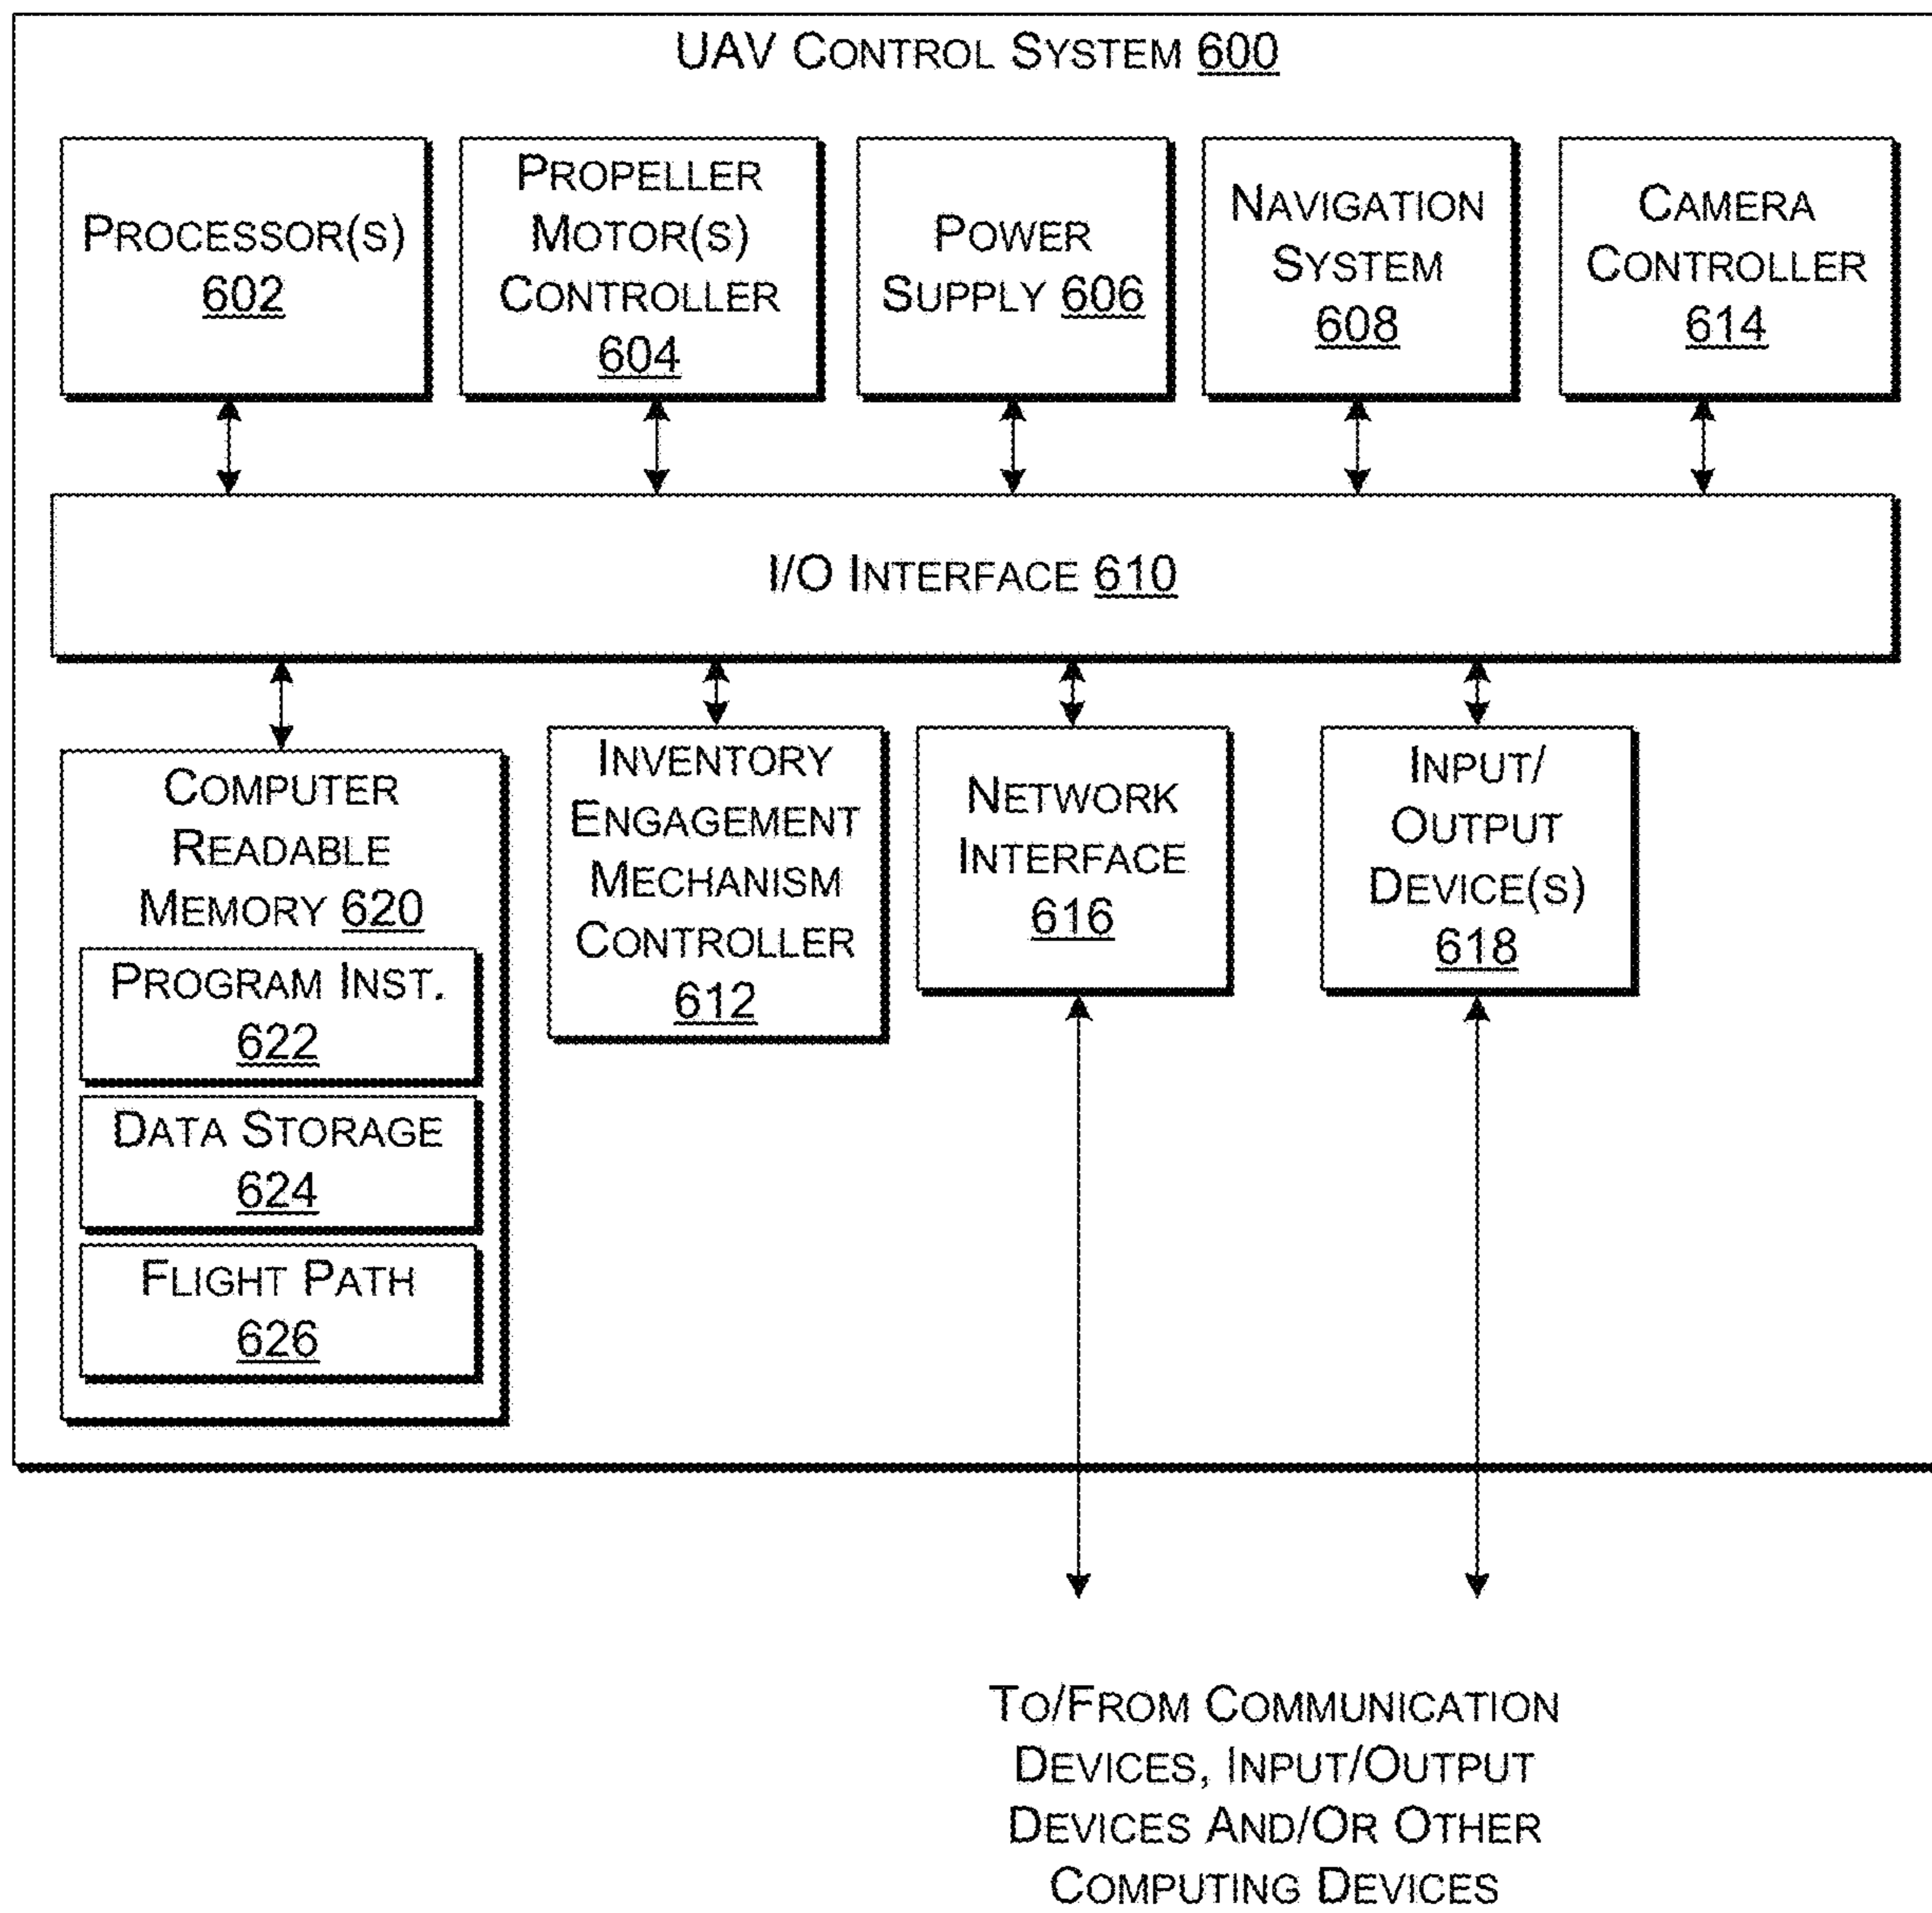 UAV CONTROL SYSTEM 600
PROCESSOR(S)
602
PROPELLER
MOTOR(S)
CONTROLLER
604
POWER
SUPPLY 606
NAVIGATION
SYSTEM
608
CAMERA
CONTROLLER
614
I/O INTERFACE 610
COMPUTER
READABLE
MEMORY 620
PROGRAM INST.
622
DATA STORAGE
624
FLIGHT PATH
626
INVENTORY
ENGAGEMENT
MECHANISM
CONTROLLER
612
NETWORK
INTERFACE
616
INPUT/
OUTPUT
DEVICE(S)
618
TO/FROM COMMUNICATION
DEVICES, INPUT/OUTPUT
DEVICES AND/OR OTHER
COMPUTING DEVICES